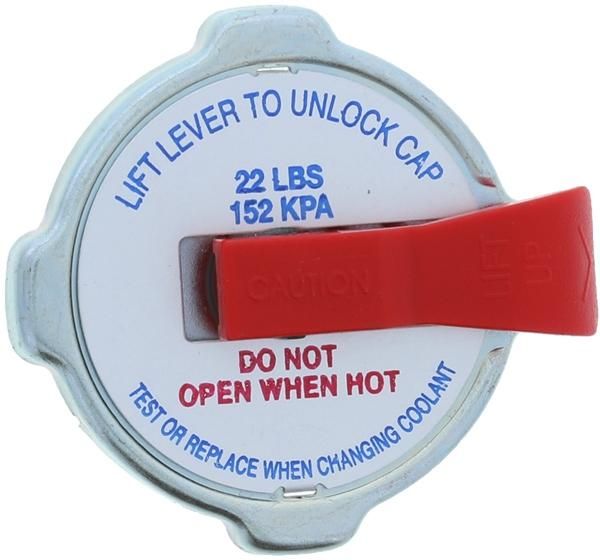 LIFT LEVER TO UNLOCK CAP
22 LBS
152 KPA
CAUTION
LIFT
UP
DO NOT
OPEN WHEN HOT
TEST OR REPLACE WHEN CHANGING COOLANT